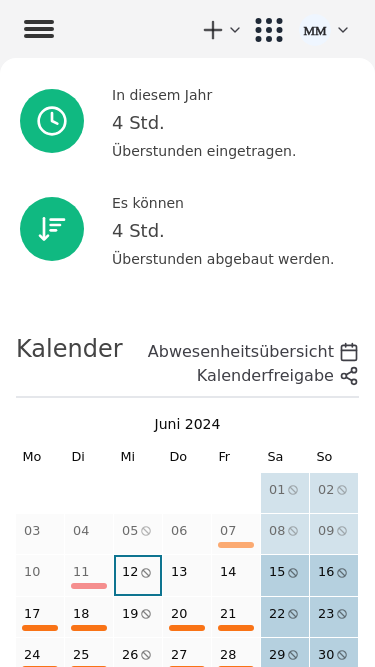 MM
In diesem Jahr
4 Std.
Überstunden eingetragen.
Es können
4 Std.
Überstunden abgebaut werden.
Kalender
Abwesenheitsübersicht
Kalenderfreigabe
Juni 2024
Mo Di Mi Do Fr Sa So
01 02
03 04 05 06 07 08 09
10 11 12 13 14 15 16
17 18 19 20 21 22 23
24 25 26 27 28 29 30